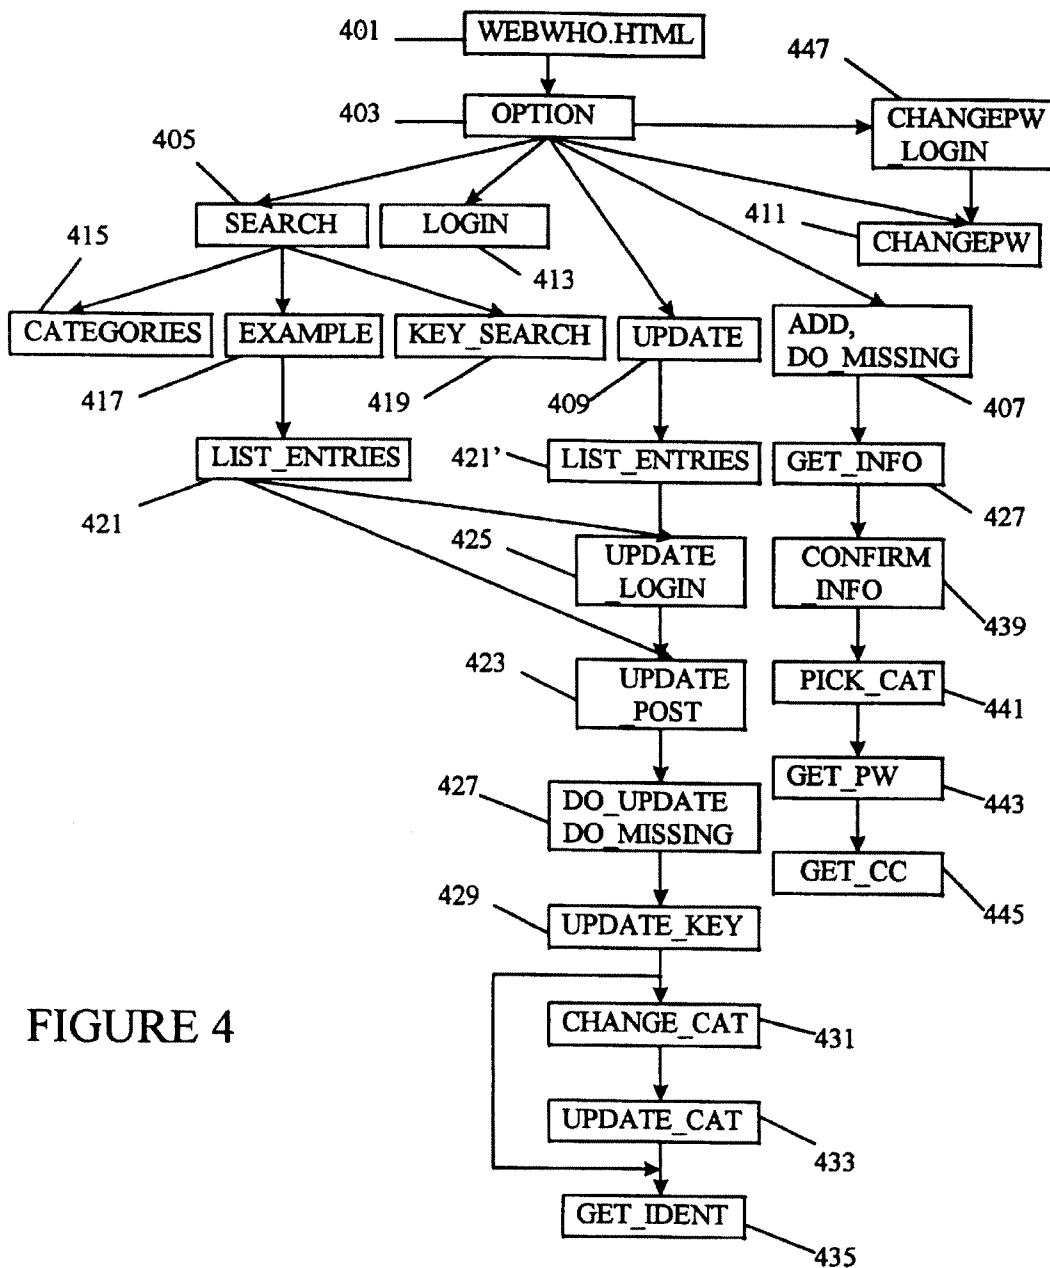 401
WEBWHO.HTML
447
403
OPTION
CHANGEPW
_LOGIN
405
SEARCH
LOGIN
411
CHANGEPW
415
413
CATEGORIES
EXAMPLE
KEY_SEARCH
UPDATE
ADD,
DO_MISSING
417
419
409
407
LIST_ENTRIES
421'
LIST_ENTRIES
GET_INFO
421
427
425
UPDATE
_LOGIN
CONFIRM
_INFO
439
423
UPDATE
_POST
PICK_CAT
441
427
DO_UPDATE
DO_MISSING
GET_PW
443
GET_CC
445
429
UPDATE_KEY
FIGURE 4
CHANGE_CAT
431
UPDATE_CAT
433
GET_IDENT
435